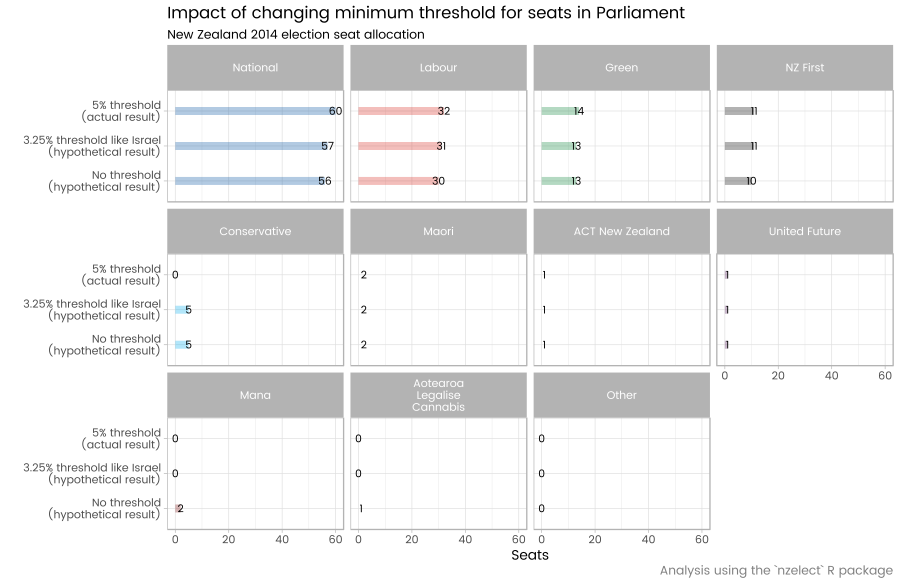 Impact of changing minimum threshold for seats in Parliament
New Zealand 2014 election seat allocation
National
Labour
Green
NZ First
5% threshold
(actual result)
60
32
14
11
3.25% threshold like Israel
(hypothetical result)
57
31
13
11
No threshold
(hypothetical result)
56
30
13
10
Conservative
Maori
ACT New Zealand
United Future
5% threshold
(actual result)
0
2
1
1
3.25% threshold like Israel
(hypothetical result)
5
2
1
1
No threshold
(hypothetical result)
5
2
1
1
0 20 40 60
Mana
Aotearoa
Legalise
Cannabis
Other
5% threshold
(actual result)
0
0
0
3.25% threshold like Israel
(hypothetical result)
0
0
0
No threshold
(hypothetical result)
2
1
0
0 20 40 60
0 20 40 60
0 20 40 60
Seats
Analysis using the `nzelect` R package